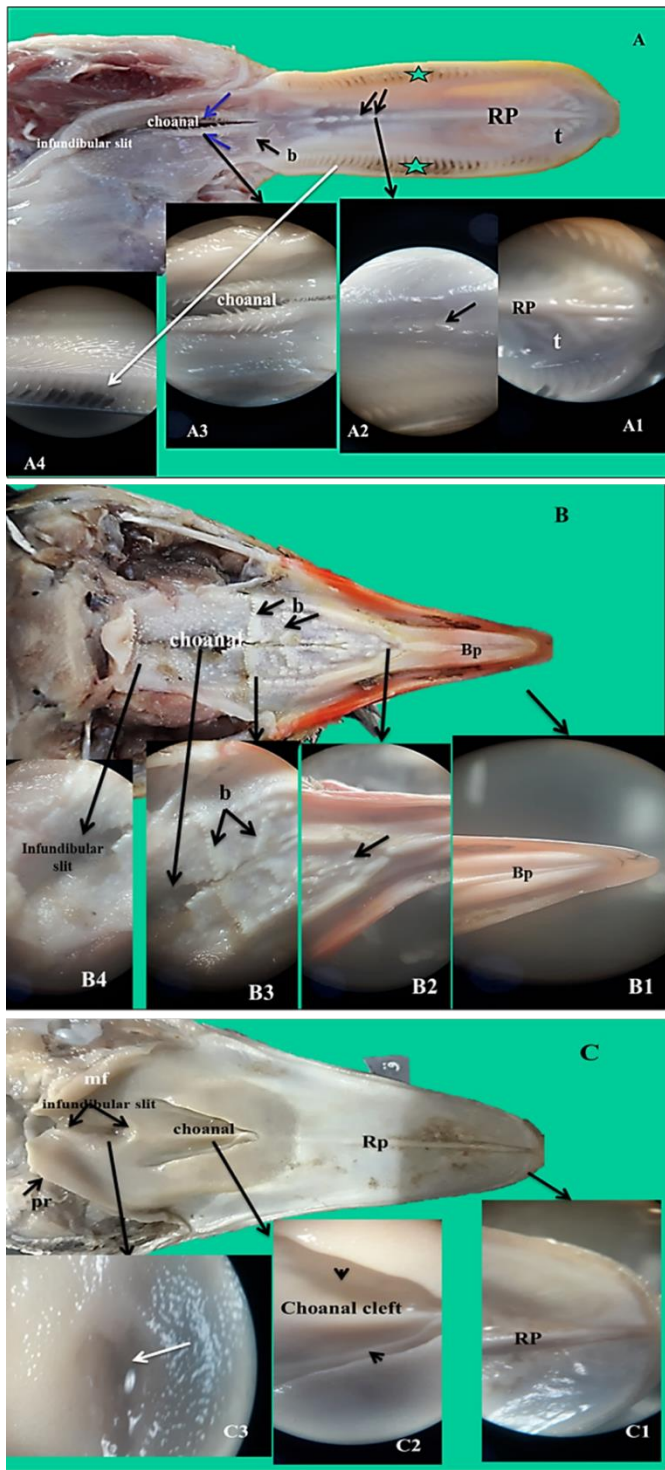 A
choanal
RP
infundibular slit
b
t
choanal
RP
t
A4
A3
A2
A1
B
b
choanal
Bp
b
Infundibular
slit
Bp
B4
B3
B2
B1
C
mf
infundibular slit
choanal
Rp
pr
Choanal cleft
RP
C3
C2
C1